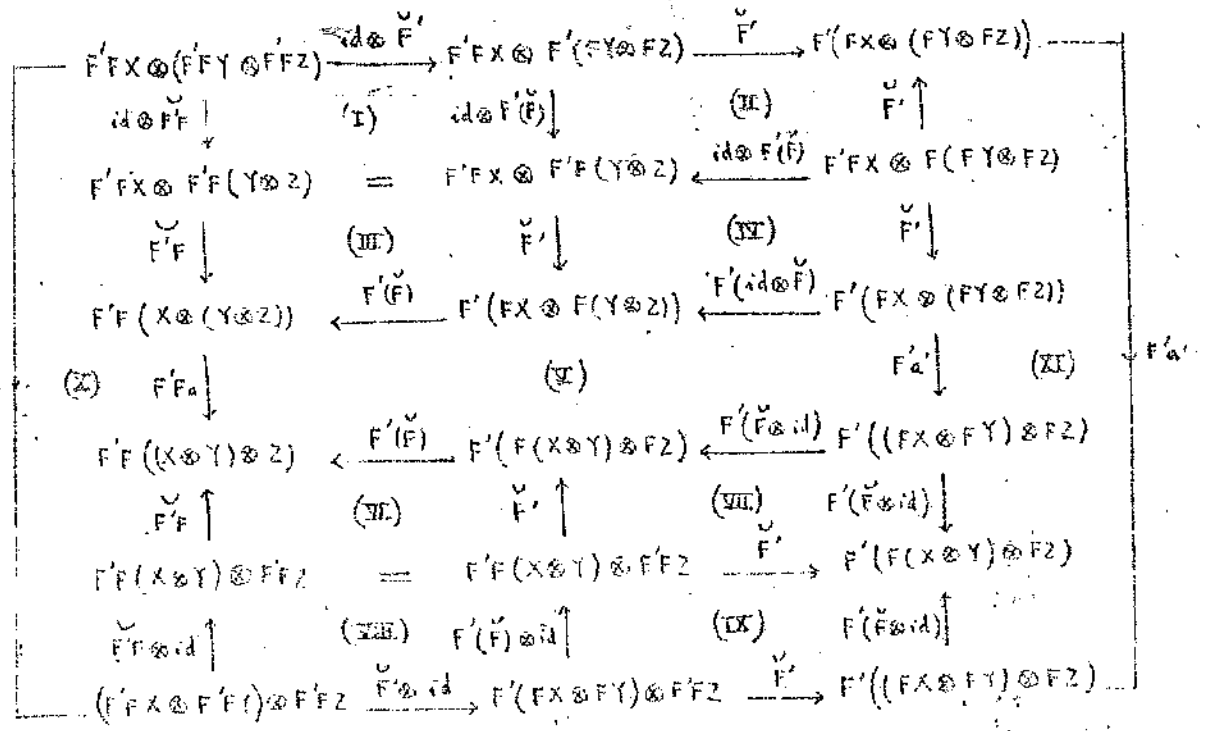 id⊗F̆' F̆'
F'FX⊗(F'FY⊗F'FZ) F'FX⊗F'(FY⊗FZ) F'(FX⊗(FY⊗FZ))
id⊗F̆'F (I) id⊗F'(F̆) (II) F̆'
id⊗F'(F̆)
F'FX⊗F'F(Y⊗Z) = F'FX⊗F'F(Y⊗Z) F'FX⊗F(FY⊗FZ)
F̆'F (III) F̆' (IV) F̆'
F'(F̆) F'(id⊗F̆)
F'F(X⊗(Y⊗Z)) F'(FX⊗F(Y⊗Z)) F'(FX⊗(FY⊗FZ))
(X) F'Fa (V) F'a' (XI) F'a'
F'(F̆) F'(F̆⊗id)
F'F((X⊗Y)⊗Z) F'(F(X⊗Y)⊗FZ) F'((FX⊗FY)⊗FZ)
F̆'F (VI) F̆' (VII) F'(F̆⊗id)
F̆'
F'F(X⊗Y)⊗F'FZ = F'F(X⊗Y)⊗F'FZ F'(F(X⊗Y)⊗FZ)
F̆'F⊗id (VIII) F'(F̆)⊗id (IX) F'(F̆⊗id)
F̆'⊗id F̆'
(F'FX⊗F'FY)⊗F'FZ F'(FX⊗FY)⊗F'FZ F'((FX⊗FY)⊗FZ)